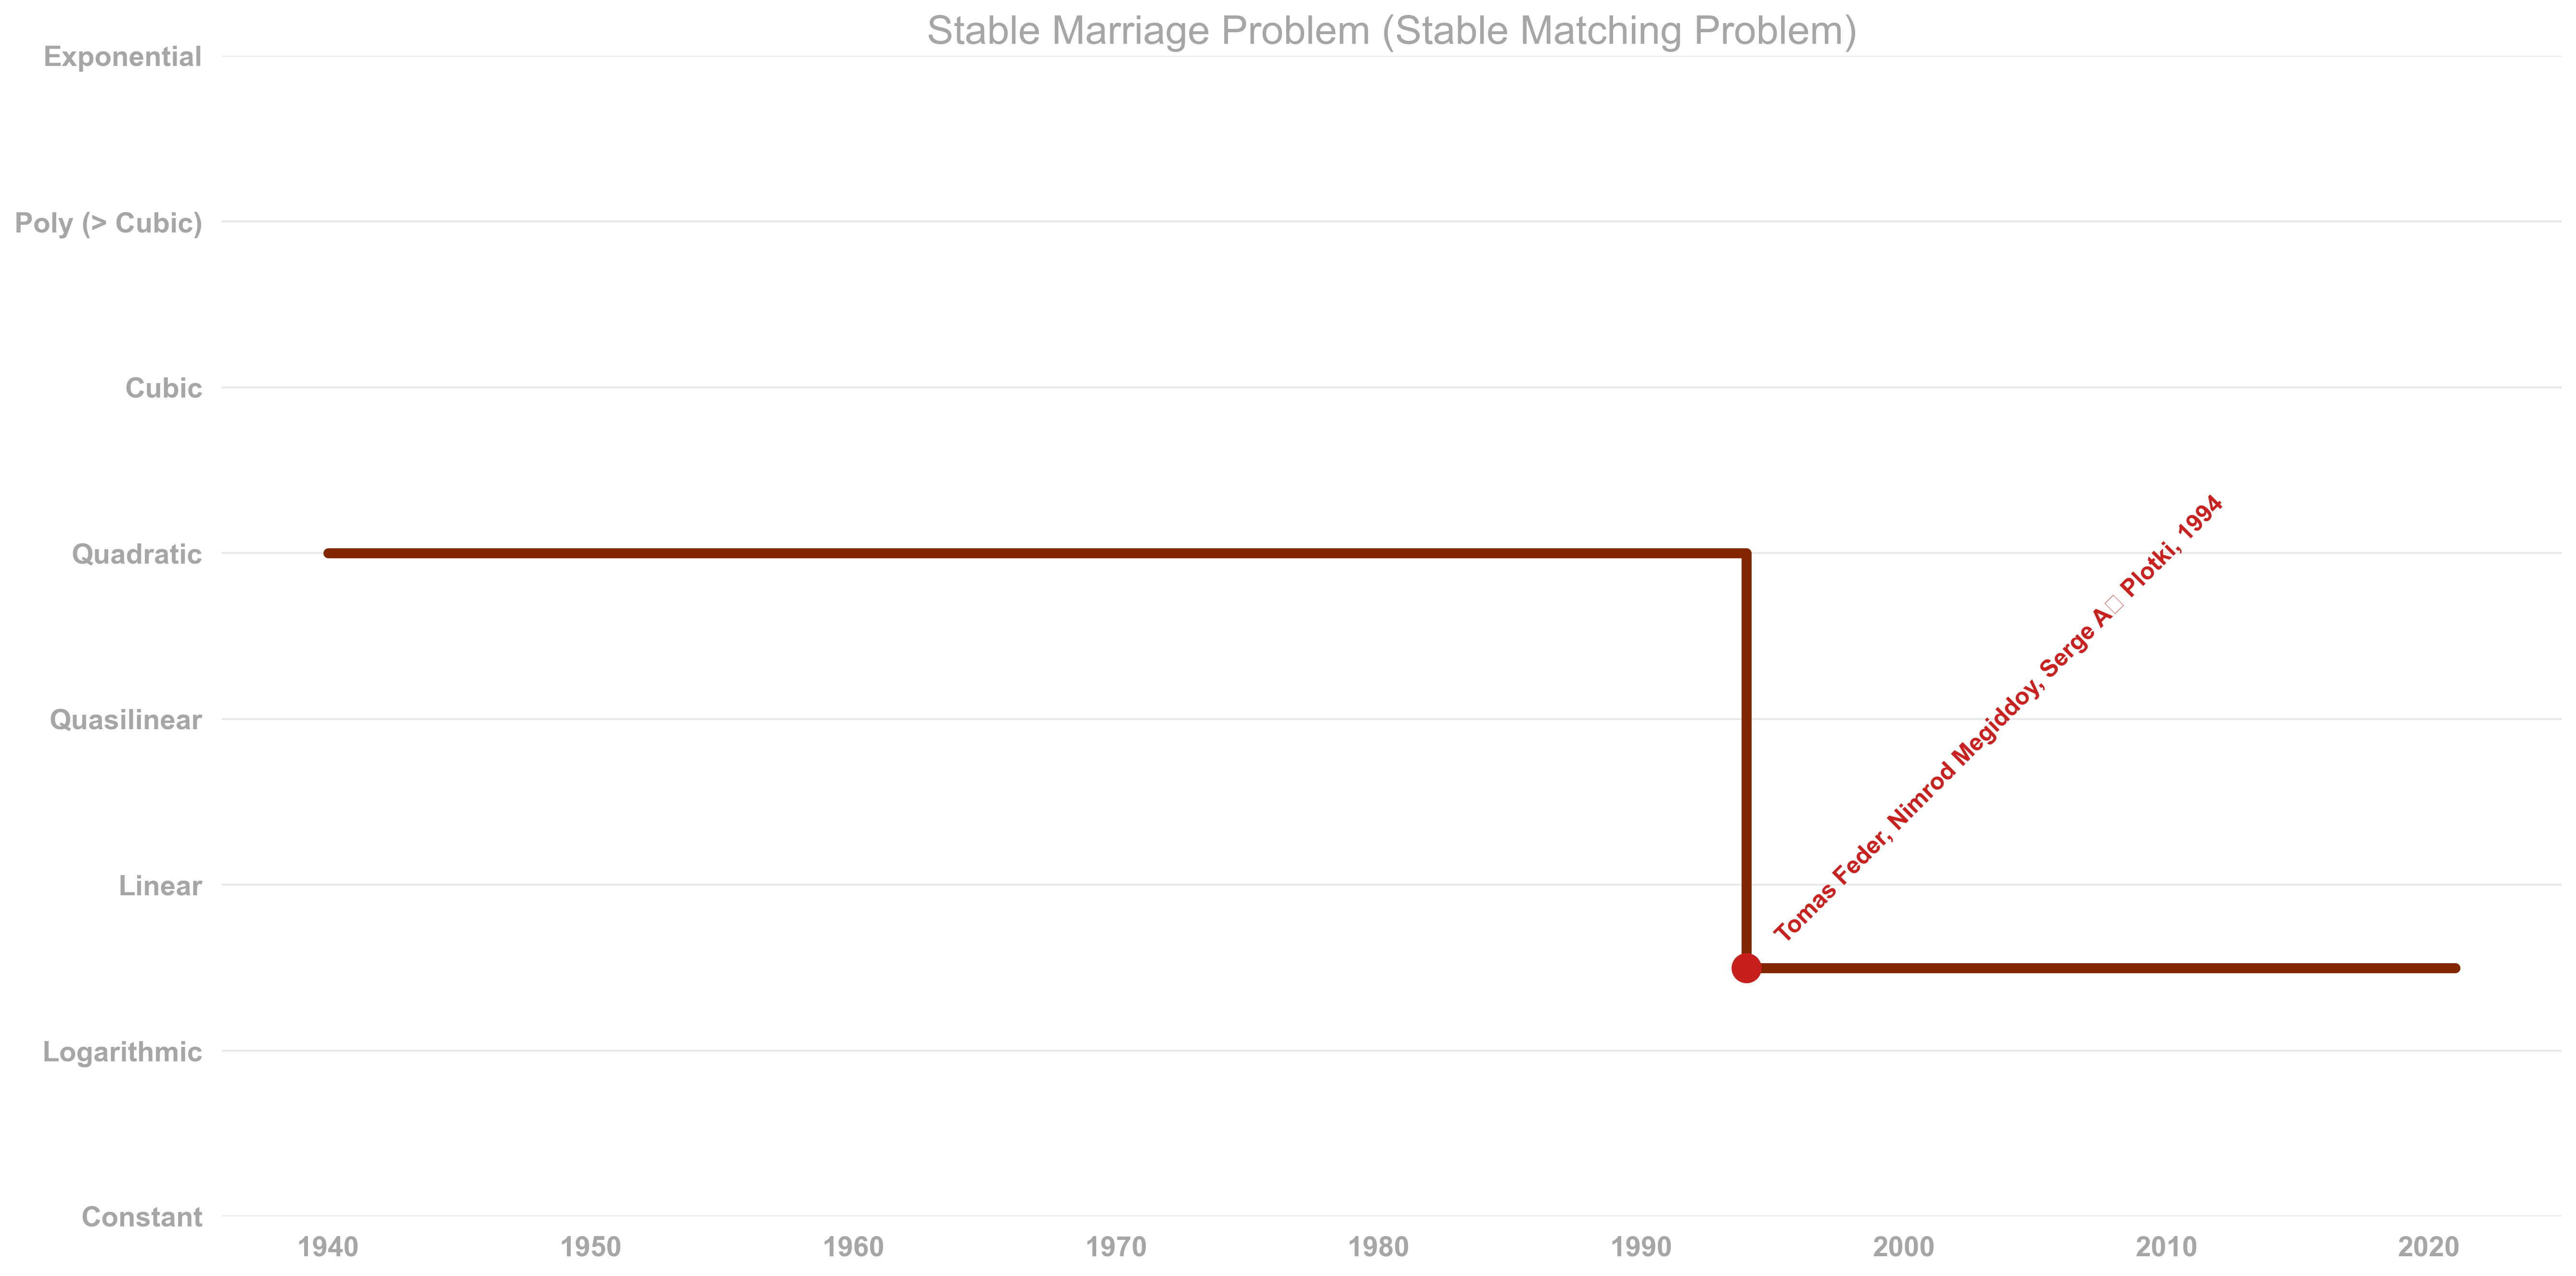 Stable Marriage Problem (Stable Matching Problem)
Exponential
Poly (> Cubic)
Cubic
Quadratic
Quasilinear
Linear
Logarithmic
Constant
Tomas Feder, Nimrod Megiddoy, Serge A□ Plotki, 1994
1940 1950 1960 1970 1980 1990 2000 2010 2020